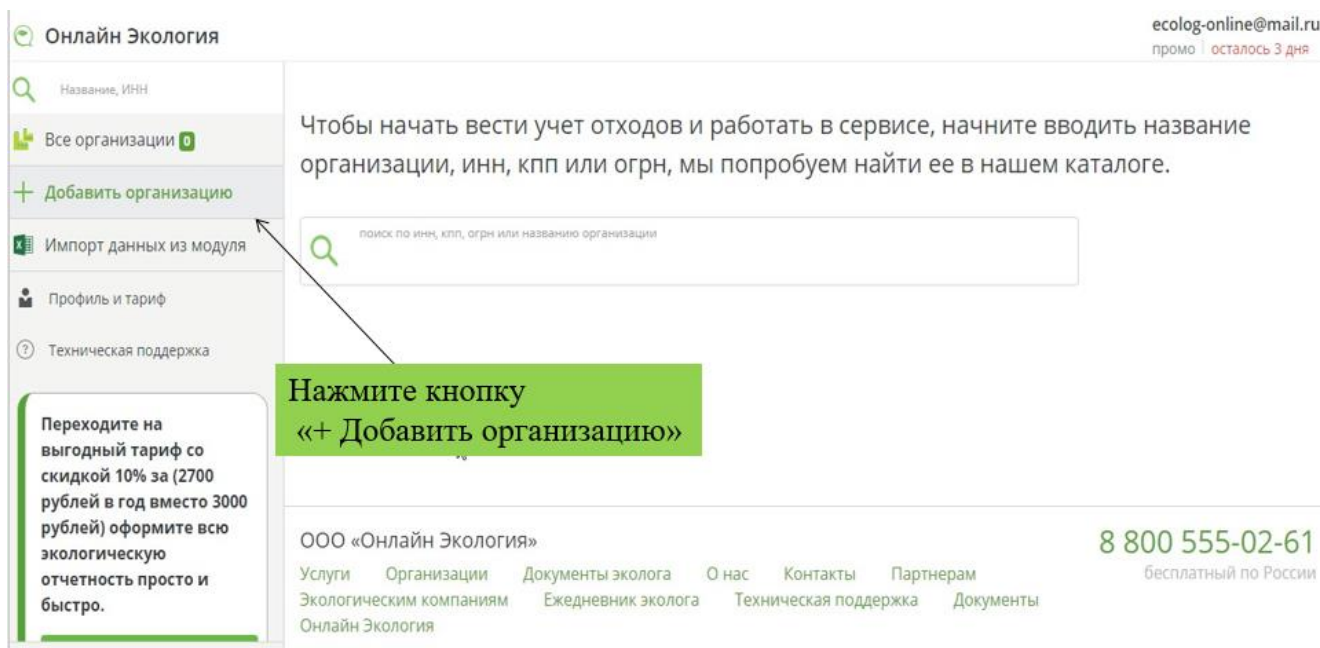 Онлайн Экология
ecolog-online@mail.ru
промо | осталось 3 дня
Название, ИНН
Все организации 0
+ Добавить организацию
Импорт данных из модуля
Профиль и тариф
? Техническая поддержка
Переходите на
выгодный тариф со
скидкой 10% за (2700
рублей в год вместо 3000
рублей) оформите всю
экологическую
отчетность просто и
быстро.
Чтобы начать вести учет отходов и работать в сервисе, начните вводить название
организации, инн, кпп или огрн, мы попробуем найти ее в нашем каталоге.
поиск по инн, кпп, огрн или названию организации
Нажмите кнопку
«+ Добавить организацию»
ООО «Онлайн Экология»
Услуги Организации Документы эколога О нас Контакты Партнерам
Экологическим компаниям Ежедневник эколога Техническая поддержка Документы
Онлайн Экология
8 800 555-02-61
бесплатный по России